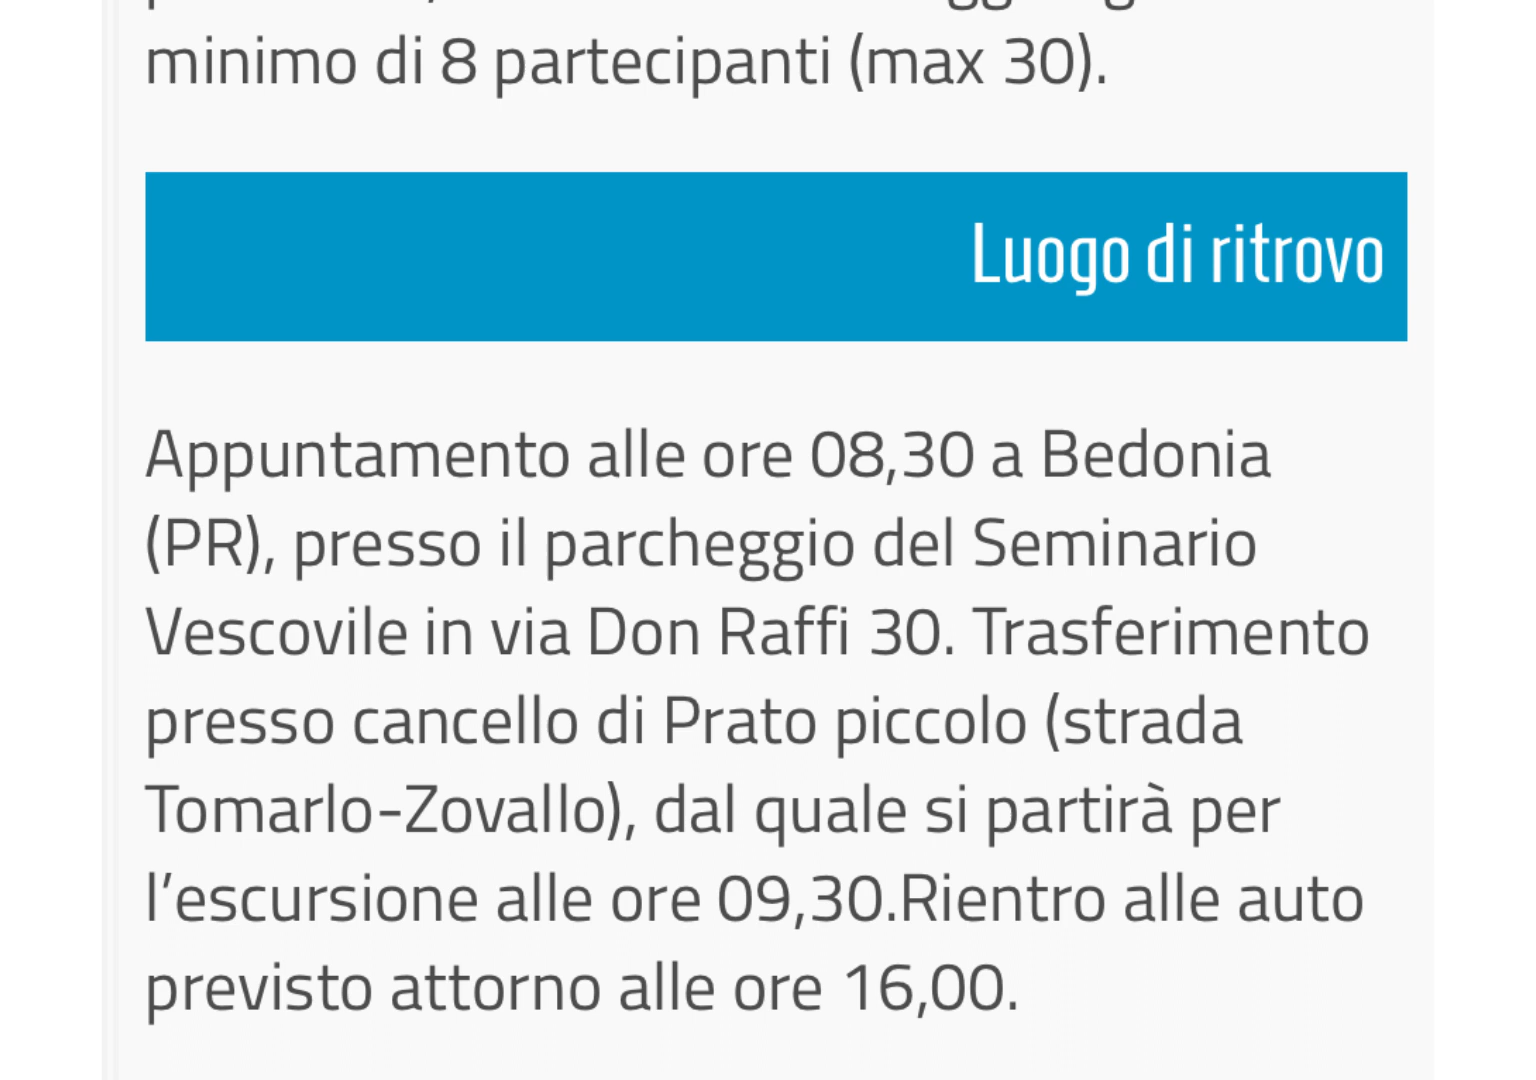 minimo di 8 partecipanti (max 30).
Luogo di ritrovo
Appuntamento alle ore 08,30 a Bedonia
(PR), presso il parcheggio del Seminario
Vescovile in via Don Raffi 30. Trasferimento
presso cancello di Prato piccolo (strada
Tomarlo-Zovallo), dal quale si partirà per
l’escursione alle ore 09,30.Rientro alle auto
previsto attorno alle ore 16,00.